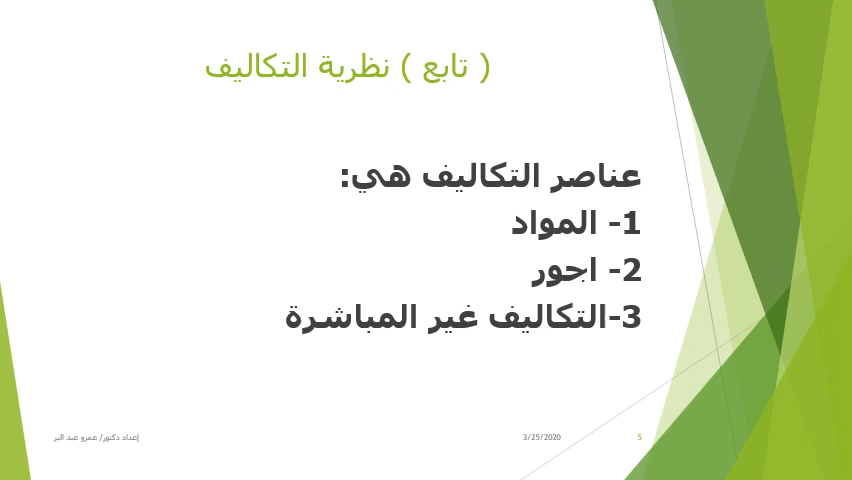 ( تابع ) نظرية التكاليف
عناصر التكاليف هي:
1- المواد
2- اجور
3-التكاليف غير المباشرة
إعداد دكتور/ عمرو عبد البر
3/25/2020
5